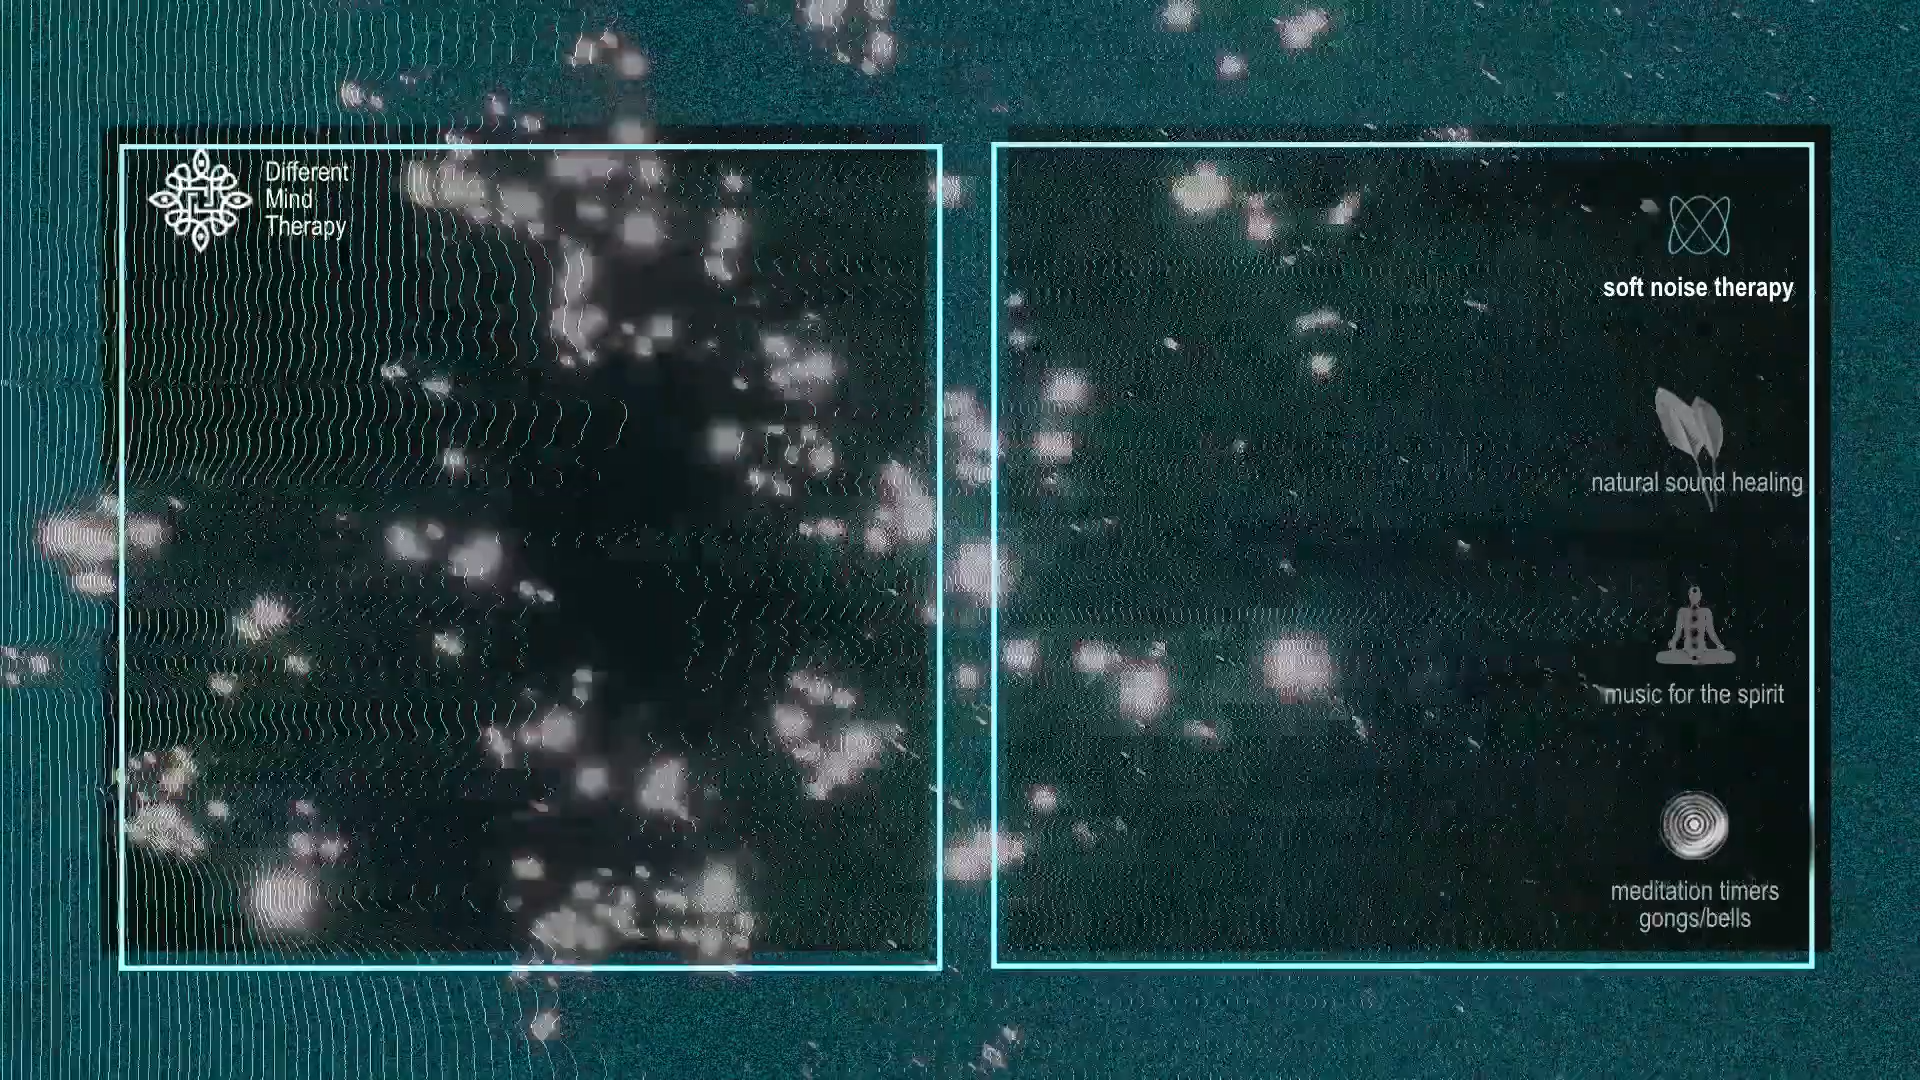 Different
Mind
Therapy
soft noise therapy
natural sound healing
music for the spirit
meditation timers
gongs/bells